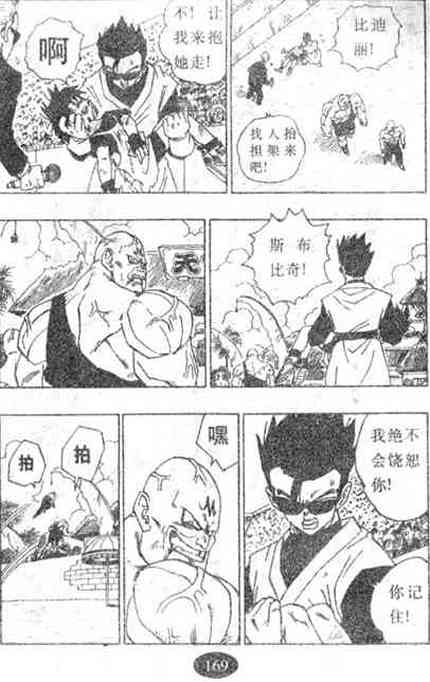 比迪
丽！
找人抬
担架来
吧！
不！让
我来抱
她走！
啊
斯布
比奇！
天
我绝不
会饶恕
你！
你记
住！
嘿
拍
拍
169